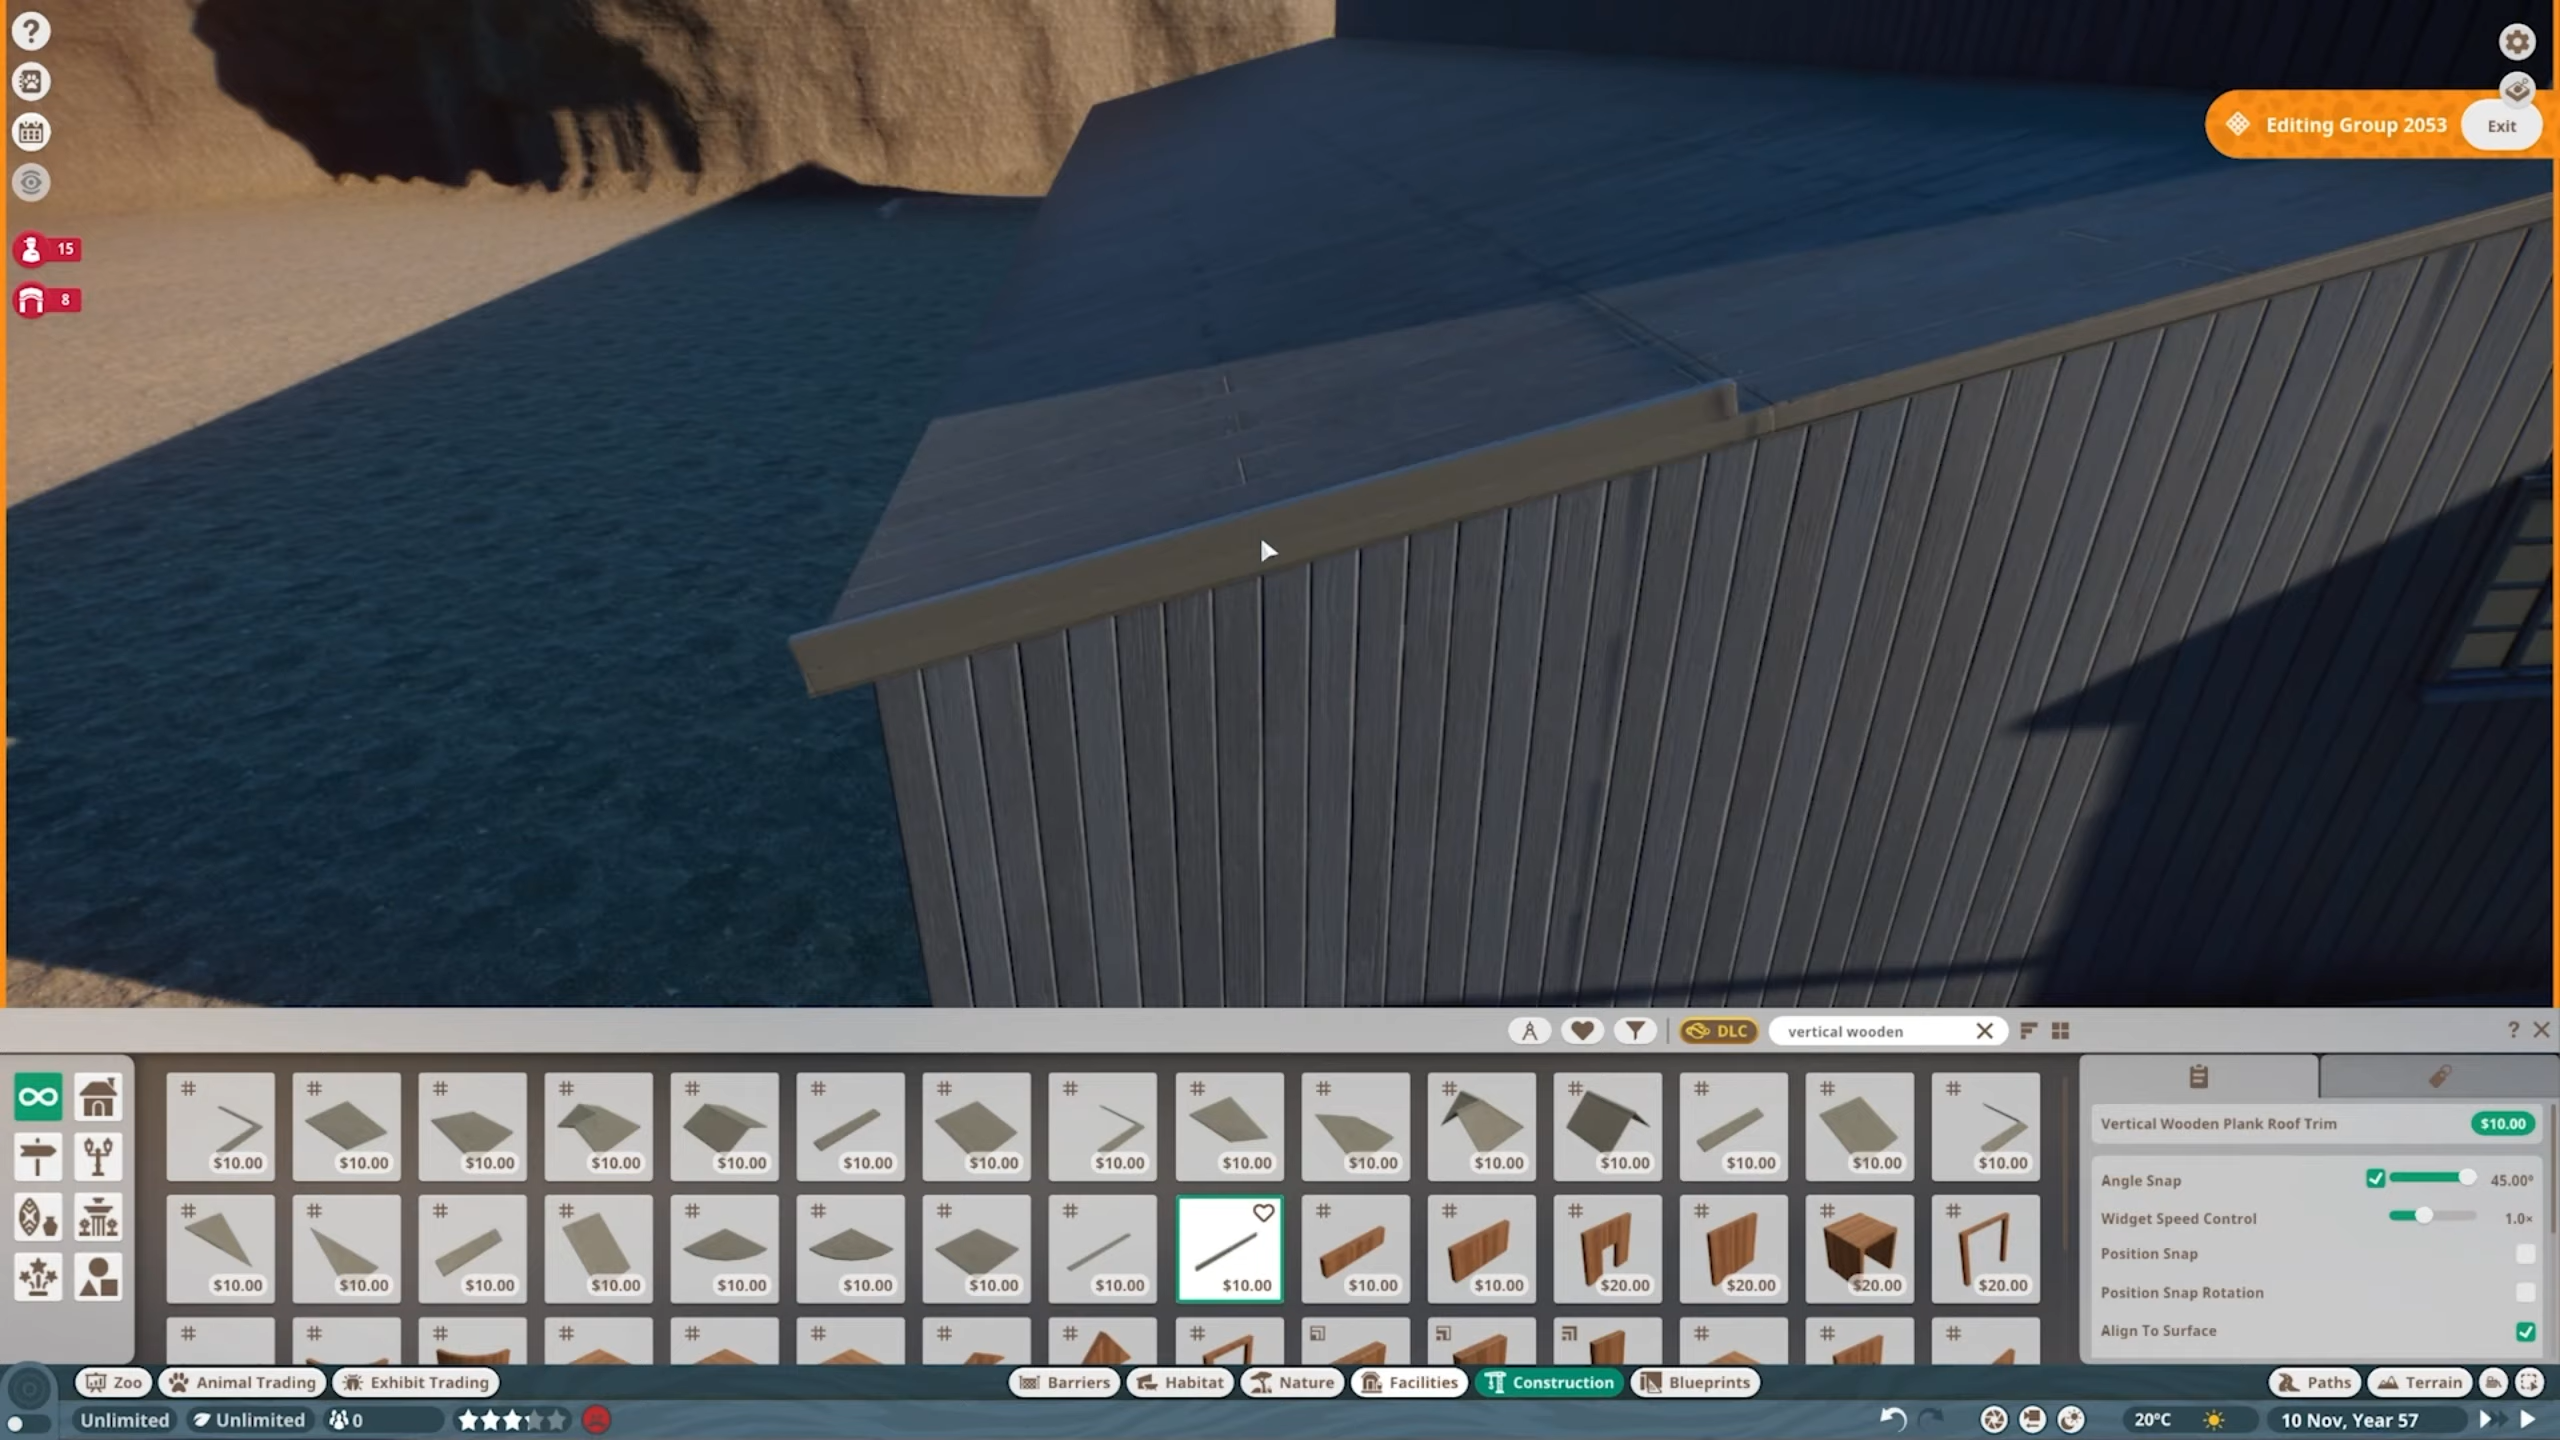 ?
Editing Group 2053
Exit
15
8
DLC
vertical wooden
?
$10.00 $10.00 $10.00 $10.00 $10.00 $10.00 $10.00 $10.00 $10.00 $10.00 $10.00 $10.00 $10.00 $10.00 $10.00
$10.00 $10.00 $10.00 $10.00 $10.00 $10.00 $10.00 $10.00 $10.00 $10.00 $10.00 $20.00 $20.00 $20.00 $20.00
Vertical Wooden Plank Roof Trim $10.00
Angle Snap 45.00°
Widget Speed Control 1.0×
Position Snap
Position Snap Rotation
Align To Surface
Zoo Animal Trading Exhibit Trading Barriers Habitat Nature Facilities Construction Blueprints Paths Terrain
Unlimited Unlimited 0 20°C 10 Nov, Year 57